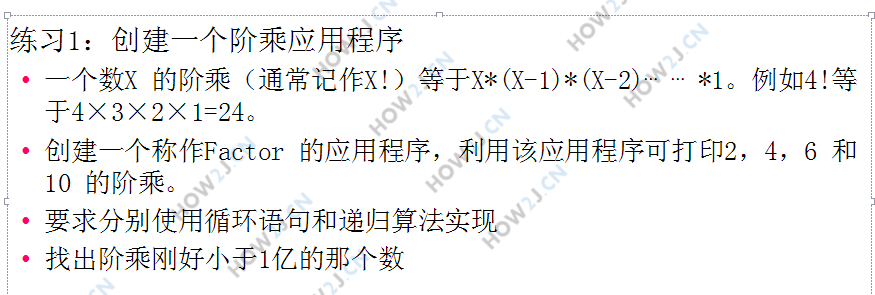 练习1：创建一个阶乘应用程序
• 一个数X 的阶乘（通常记作X!）等于X*(X-1)*(X-2)…… *1。例如4!等
于4×3×2×1=24。
• 创建一个称作Factor 的应用程序，利用该应用程序可打印2，4，6 和
10 的阶乘。
• 要求分别使用循环语句和递归算法实现
• 找出阶乘刚好小于1亿的那个数
HOW2J.CN
HOW2J.CN
HOW2J.CN
HOW2J.CN
HOW2J.CN
HOW2J.CN
HOW2J.CN
HOW2J.CN
HOW2J.CN